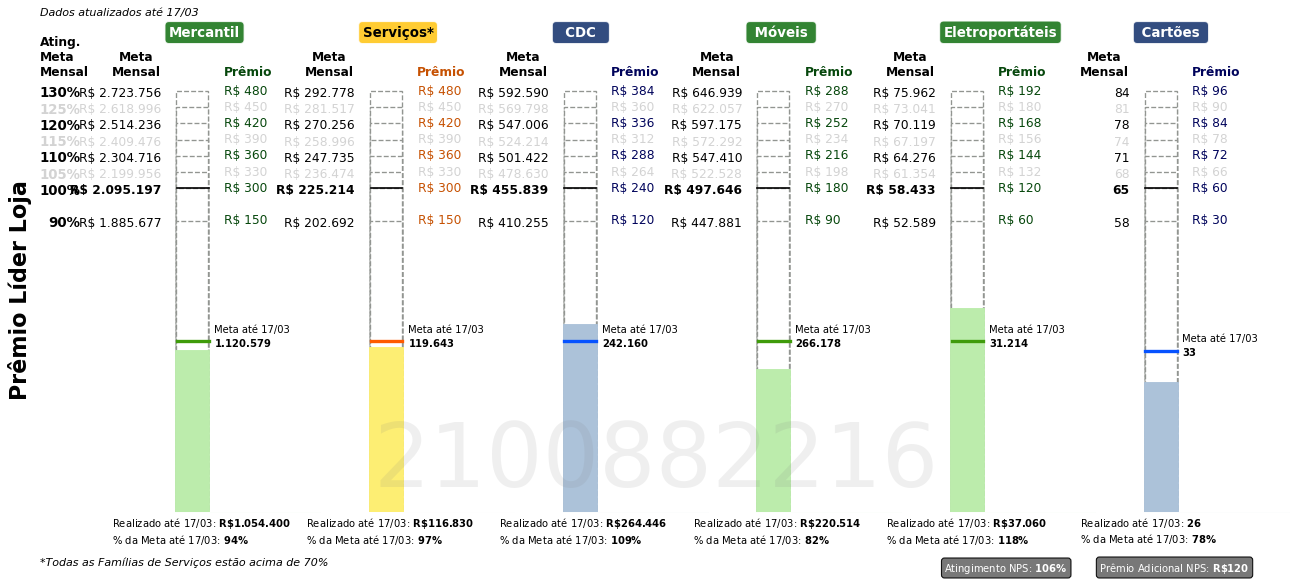 Dados atualizados até 17/03
Mercantil Serviços* CDC Móveis Eletroportáteis Cartões
Ating. Meta Mensal
Meta Mensal Prêmio Meta Mensal Prêmio Meta Mensal Prêmio Meta Mensal Prêmio Meta Mensal Prêmio Meta Mensal Prêmio
130% R$ 2.723.756 R$ 480 R$ 292.778 R$ 480 R$ 592.590 R$ 384 R$ 646.939 R$ 288 R$ 75.962 R$ 192 84 R$ 96
125% R$ 2.618.996 R$ 450 R$ 281.517 R$ 450 R$ 569.798 R$ 360 R$ 622.057 R$ 270 R$ 73.041 R$ 180 81 R$ 90
120% R$ 2.514.236 R$ 420 R$ 270.256 R$ 420 R$ 547.006 R$ 336 R$ 597.175 R$ 252 R$ 70.119 R$ 168 78 R$ 84
115% R$ 2.409.476 R$ 390 R$ 258.996 R$ 390 R$ 524.214 R$ 312 R$ 572.292 R$ 234 R$ 67.197 R$ 156 74 R$ 78
110% R$ 2.304.716 R$ 360 R$ 247.735 R$ 360 R$ 501.422 R$ 288 R$ 547.410 R$ 216 R$ 64.276 R$ 144 71 R$ 72
105% R$ 2.199.956 R$ 330 R$ 236.474 R$ 330 R$ 478.630 R$ 264 R$ 522.528 R$ 198 R$ 61.354 R$ 132 68 R$ 66
100% R$ 2.095.197 R$ 300 R$ 225.214 R$ 300 R$ 455.839 R$ 240 R$ 497.646 R$ 180 R$ 58.433 R$ 120 65 R$ 60
90% R$ 1.885.677 R$ 150 R$ 202.692 R$ 150 R$ 410.255 R$ 120 R$ 447.881 R$ 90 R$ 52.589 R$ 60 58 R$ 30
Prêmio Líder Loja
Meta até 17/03 Meta até 17/03 Meta até 17/03 Meta até 17/03 Meta até 17/03 Meta até 17/03
1.120.579 119.643 242.160 266.178 31.214 33
2100882216
Realizado até 17/03: R$1.054.400 Realizado até 17/03: R$116.830 Realizado até 17/03: R$264.446 Realizado até 17/03: R$220.514 Realizado até 17/03: R$37.060 Realizado até 17/03: 26
% da Meta até 17/03: 94% % da Meta até 17/03: 97% % da Meta até 17/03: 109% % da Meta até 17/03: 82% % da Meta até 17/03: 118% % da Meta até 17/03: 78%
*Todas as Famílias de Serviços estão acima de 70%
Atingimento NPS: 106% Prêmio Adicional NPS: R$120